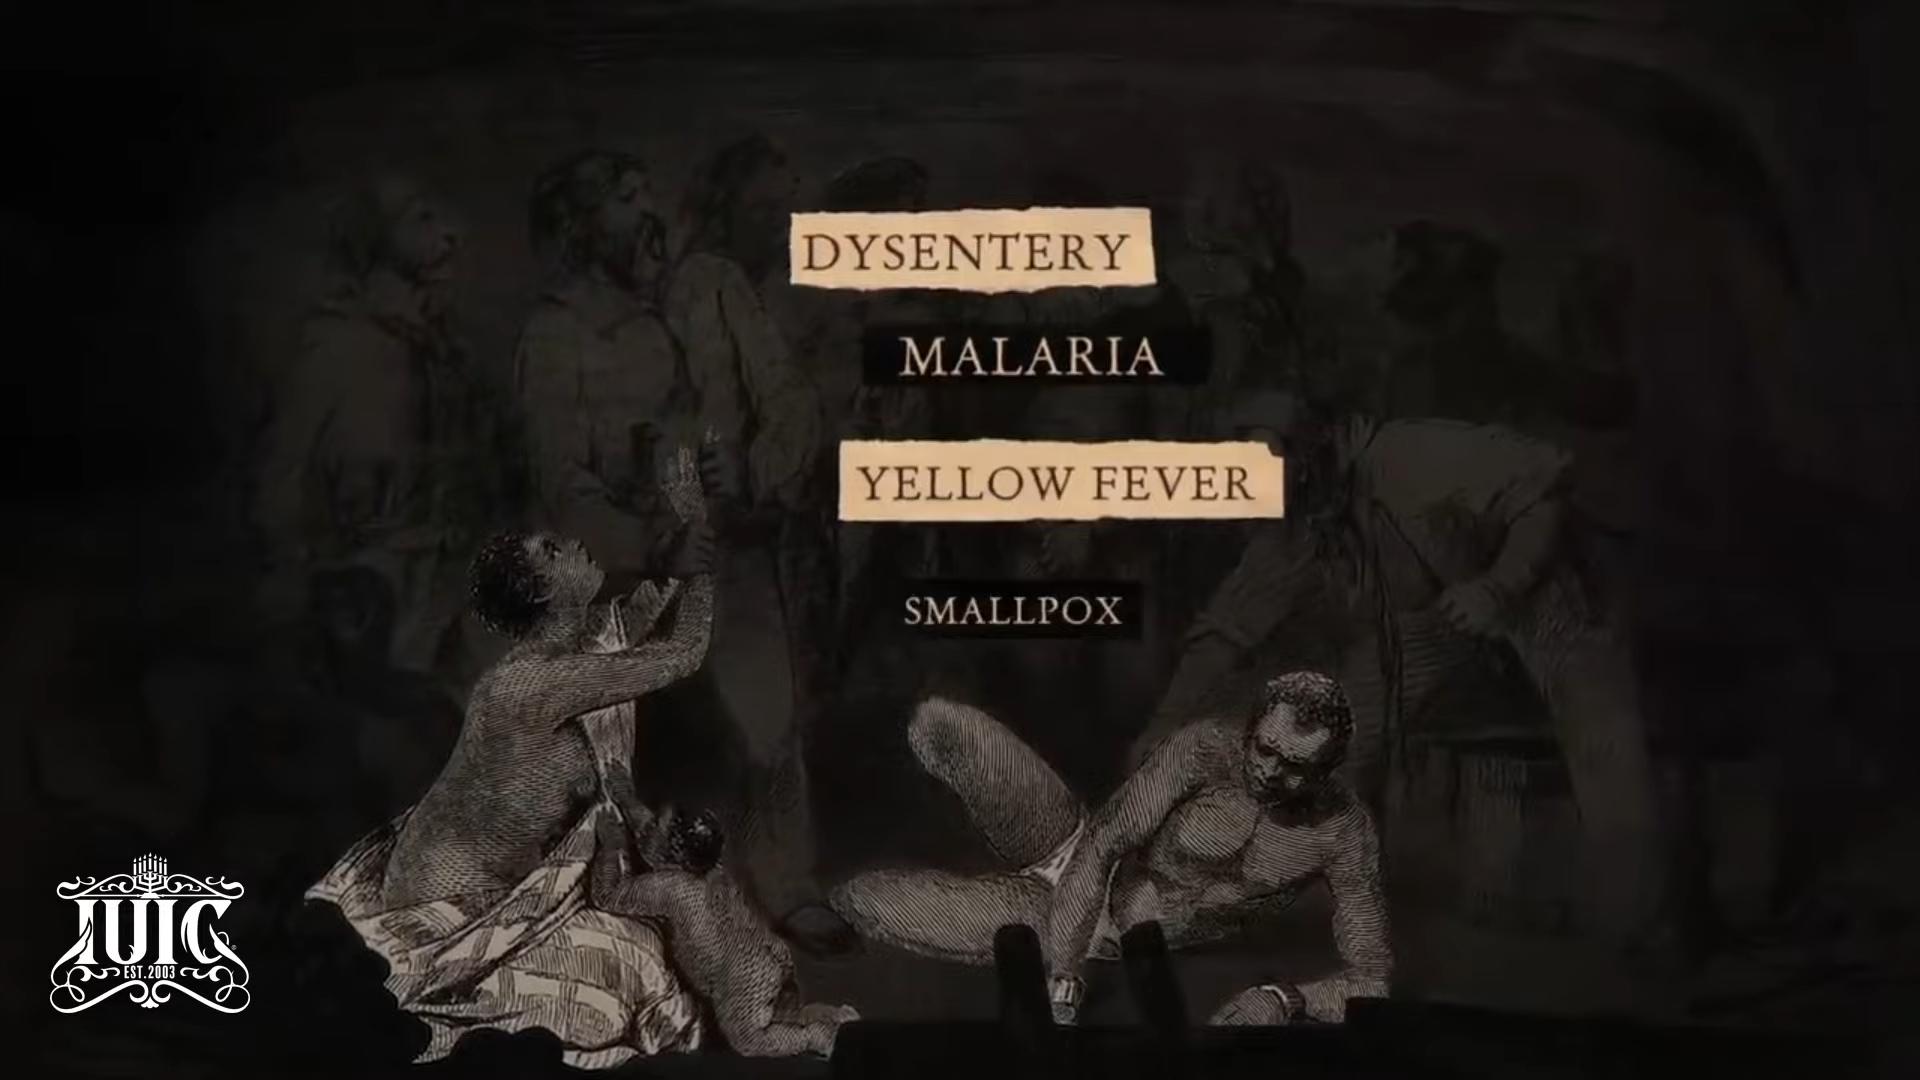 DYSENTERY
MALARIA
YELLOW FEVER
SMALLPOX
IUIC
EST. 2003